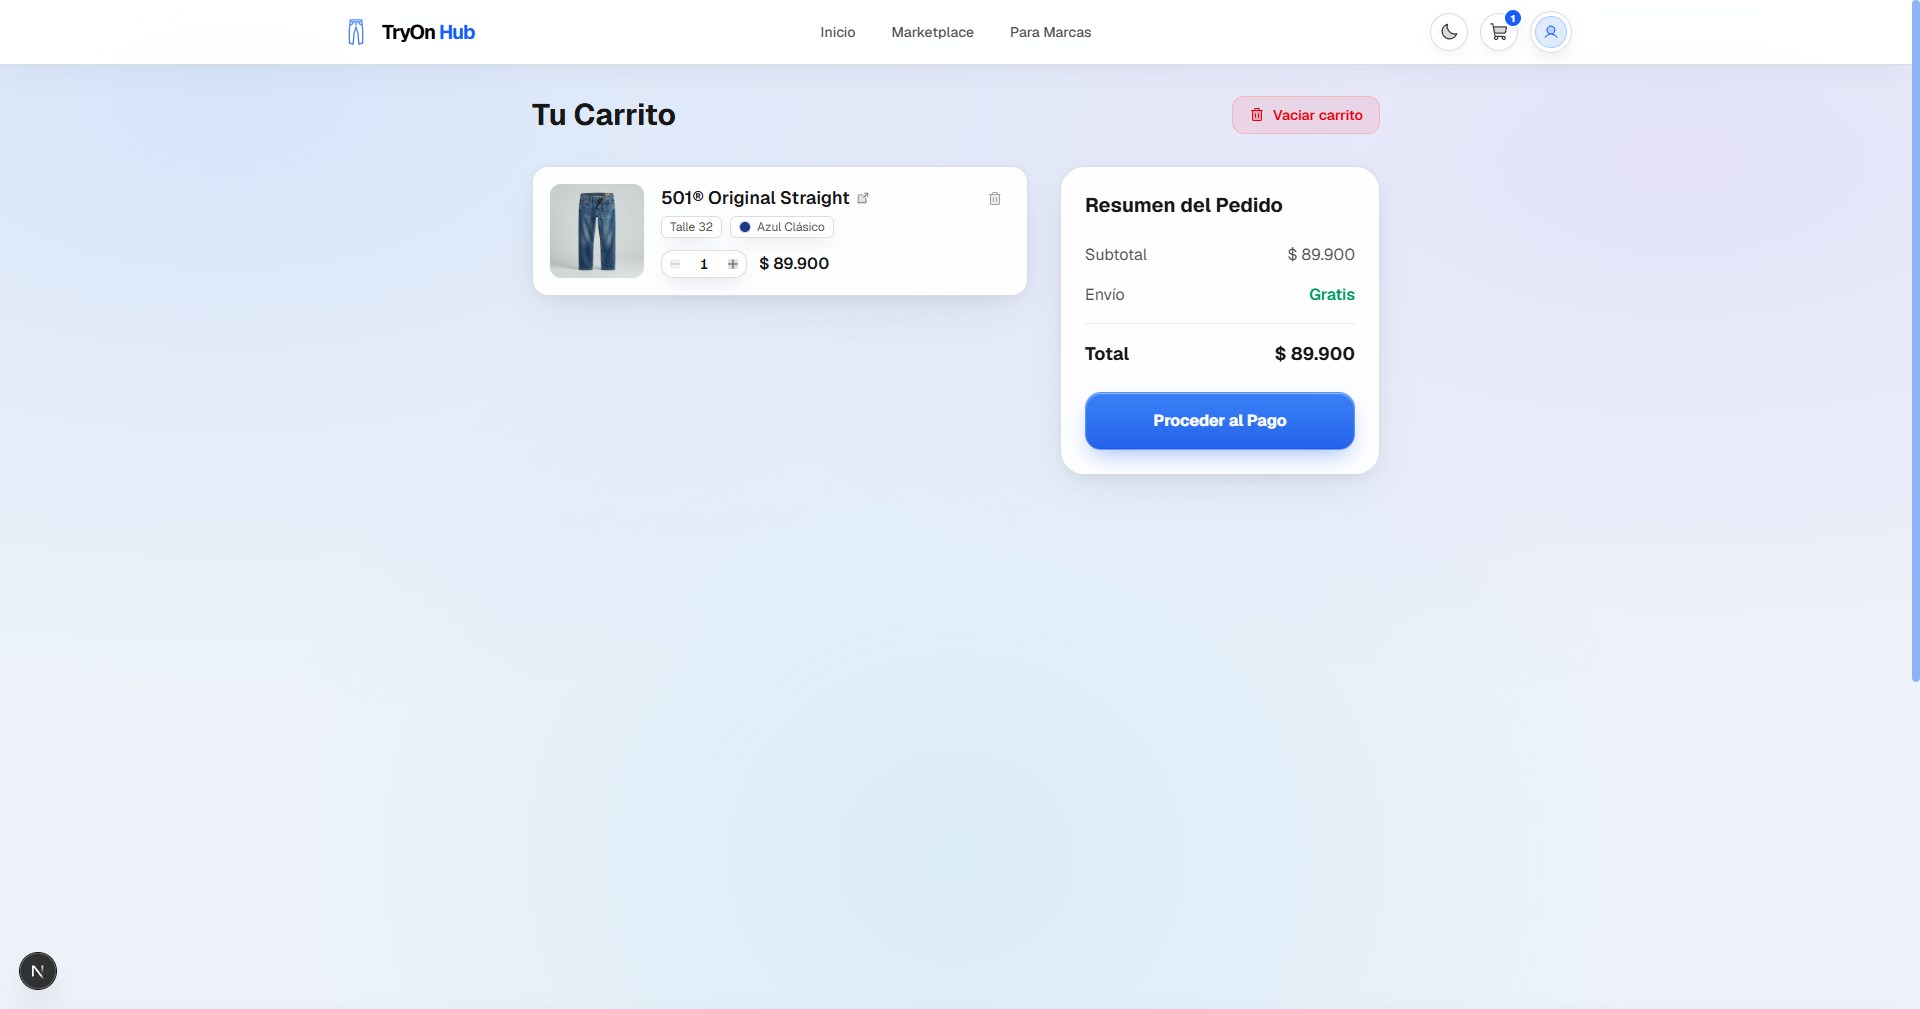 TryOn Hub
Inicio
Marketplace
Para Marcas
1
Tu Carrito
Vaciar carrito
501® Original Straight
Talle 32
Azul Clásico
1
$ 89.900
Resumen del Pedido
Subtotal
$ 89.900
Envío
Gratis
Total
$ 89.900
Proceder al Pago
N